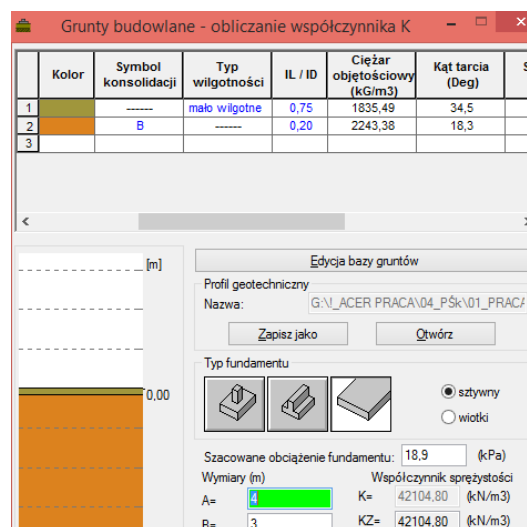 Grunty budowlane - obliczanie współczynnika K
Kolor Symbol konsolidacji Typ wilgotności IL / ID Ciężar objętościowy (kG/m3) Kąt tarcia (Deg)
1 ------ mało wilgotne 0,75 1835,49 34,5
2 B ------ 0,20 2243,38 18,3
3
[m]
0,00
Edycja bazy gruntów
Profil geotechniczny
Nazwa: G:\!_ACER PRACA\04_PŚk\01_PRACA
Zapisz jako Otwórz
Typ fundamentu
sztywny
wiotki
Szacowane obciążenie fundamentu: 18,9 (kPa)
Wymiary (m) Współczynnik sprężystości
A= 4 K= 42104,80 (kN/m3)
B= 3 KZ= 42104,80 (kN/m3)